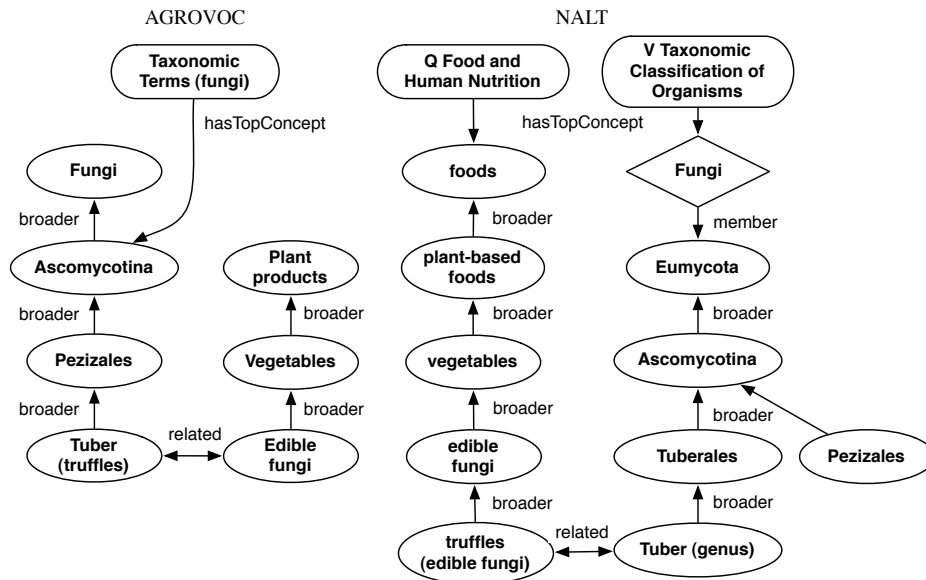 AGROVOC
NALT
Taxonomic
Terms (fungi)
hasTopConcept
Fungi
broader
Ascomycotina
broader
Pezizales
broader
Tuber
(truffles)
related
Plant
products
broader
Vegetables
broader
Edible
fungi
Q Food and
Human Nutrition
V Taxonomic
Classification of
Organisms
hasTopConcept
foods
broader
plant-based
foods
broader
vegetables
broader
edible
fungi
broader
truffles
(edible fungi)
related
Fungi
member
Eumycota
broader
Ascomycotina
broader
Tuberales
Pezizales
broader
Tuber (genus)